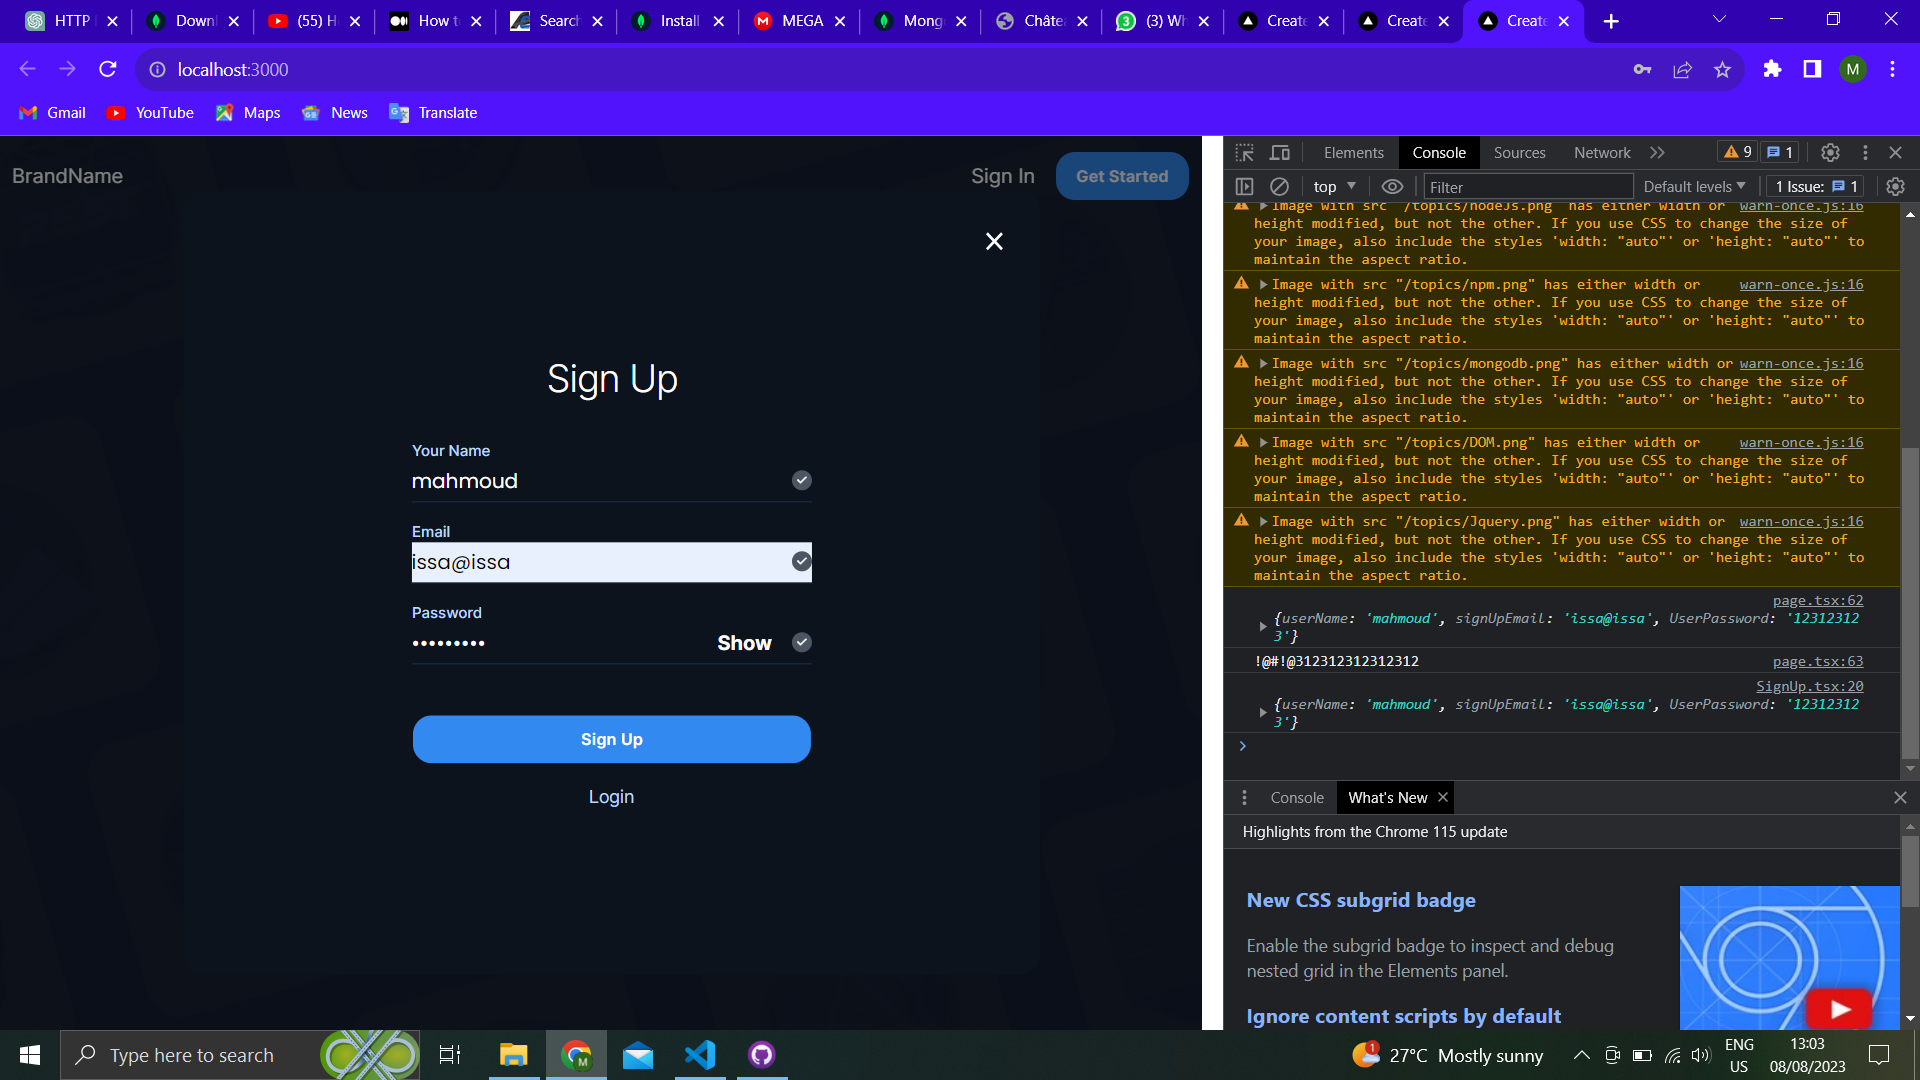 HTTP
Downl
(55) H
How t
Search
Install
MEGA
Mong
Châtea
(3) Wh
Create
Create
Create
localhost:3000
M
Gmail
YouTube
Maps
News
Translate
BrandName
Sign In
Get Started
Sign Up
Your Name
mahmoud
Email
issa@issa
Password
•••••••••
Show
Sign Up
Login
Elements
Console
Sources
Network
9
1
top
Filter
Default levels
1 Issue: 1
Image with src "/topics/nodeJs.png" has either width or warn-once.js:16
height modified, but not the other. If you use CSS to change the size of
your image, also include the styles 'width: "auto"' or 'height: "auto"' to
maintain the aspect ratio.
Image with src "/topics/npm.png" has either width or warn-once.js:16
height modified, but not the other. If you use CSS to change the size of
your image, also include the styles 'width: "auto"' or 'height: "auto"' to
maintain the aspect ratio.
Image with src "/topics/mongodb.png" has either width or warn-once.js:16
height modified, but not the other. If you use CSS to change the size of
your image, also include the styles 'width: "auto"' or 'height: "auto"' to
maintain the aspect ratio.
Image with src "/topics/DOM.png" has either width or warn-once.js:16
height modified, but not the other. If you use CSS to change the size of
your image, also include the styles 'width: "auto"' or 'height: "auto"' to
maintain the aspect ratio.
Image with src "/topics/Jquery.png" has either width or warn-once.js:16
height modified, but not the other. If you use CSS to change the size of
your image, also include the styles 'width: "auto"' or 'height: "auto"' to
maintain the aspect ratio.
page.tsx:62
{userName: 'mahmoud', signUpEmail: 'issa@issa', UserPassword: '12312312
3'}
!@#!@312312312312312 page.tsx:63
SignUp.tsx:20
{userName: 'mahmoud', signUpEmail: 'issa@issa', UserPassword: '12312312
3'}
Console
What's New
Highlights from the Chrome 115 update
New CSS subgrid badge
Enable the subgrid badge to inspect and debug
nested grid in the Elements panel.
Ignore content scripts by default
Type here to search
M
1
27°C Mostly sunny
ENG
US
13:03
08/08/2023